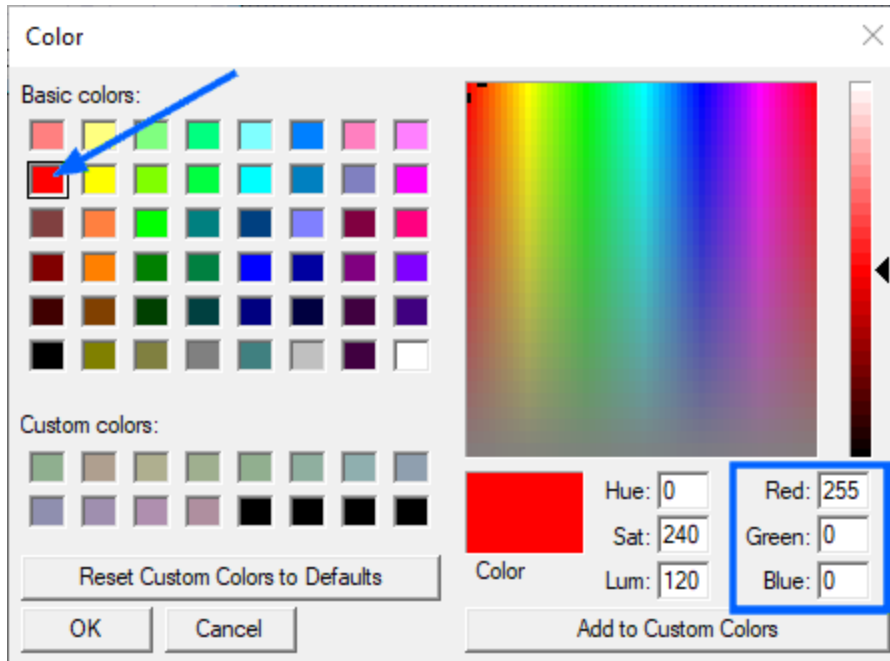 Color
Basic colors:
Custom colors:
Reset Custom Colors to Defaults
OK
Cancel
Color
Hue: 0
Sat: 240
Lum: 120
Red: 255
Green: 0
Blue: 0
Add to Custom Colors